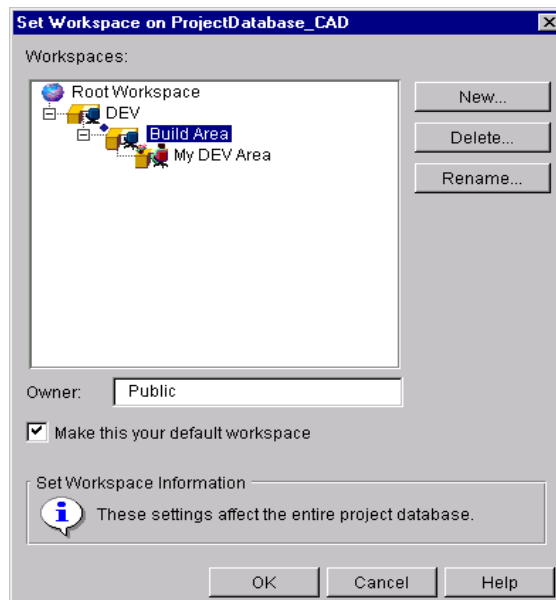 Set Workspace on ProjectDatabase_CAD
Workspaces:
Root Workspace
DEV
Build Area
My DEV Area
New...
Delete...
Rename...
Owner: Public
Make this your default workspace
Set Workspace Information
These settings affect the entire project database.
OK Cancel Help